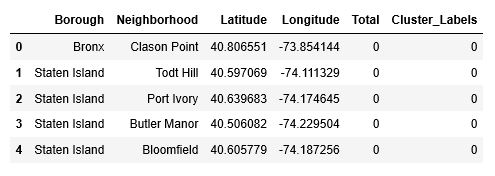 Borough Neighborhood Latitude Longitude Total Cluster_Labels
0 Bronx Clason Point 40.806551 -73.854144 0 0
1 Staten Island Todt Hill 40.597069 -74.111329 0 0
2 Staten Island Port Ivory 40.639683 -74.174645 0 0
3 Staten Island Butler Manor 40.506082 -74.229504 0 0
4 Staten Island Bloomfield 40.605779 -74.187256 0 0